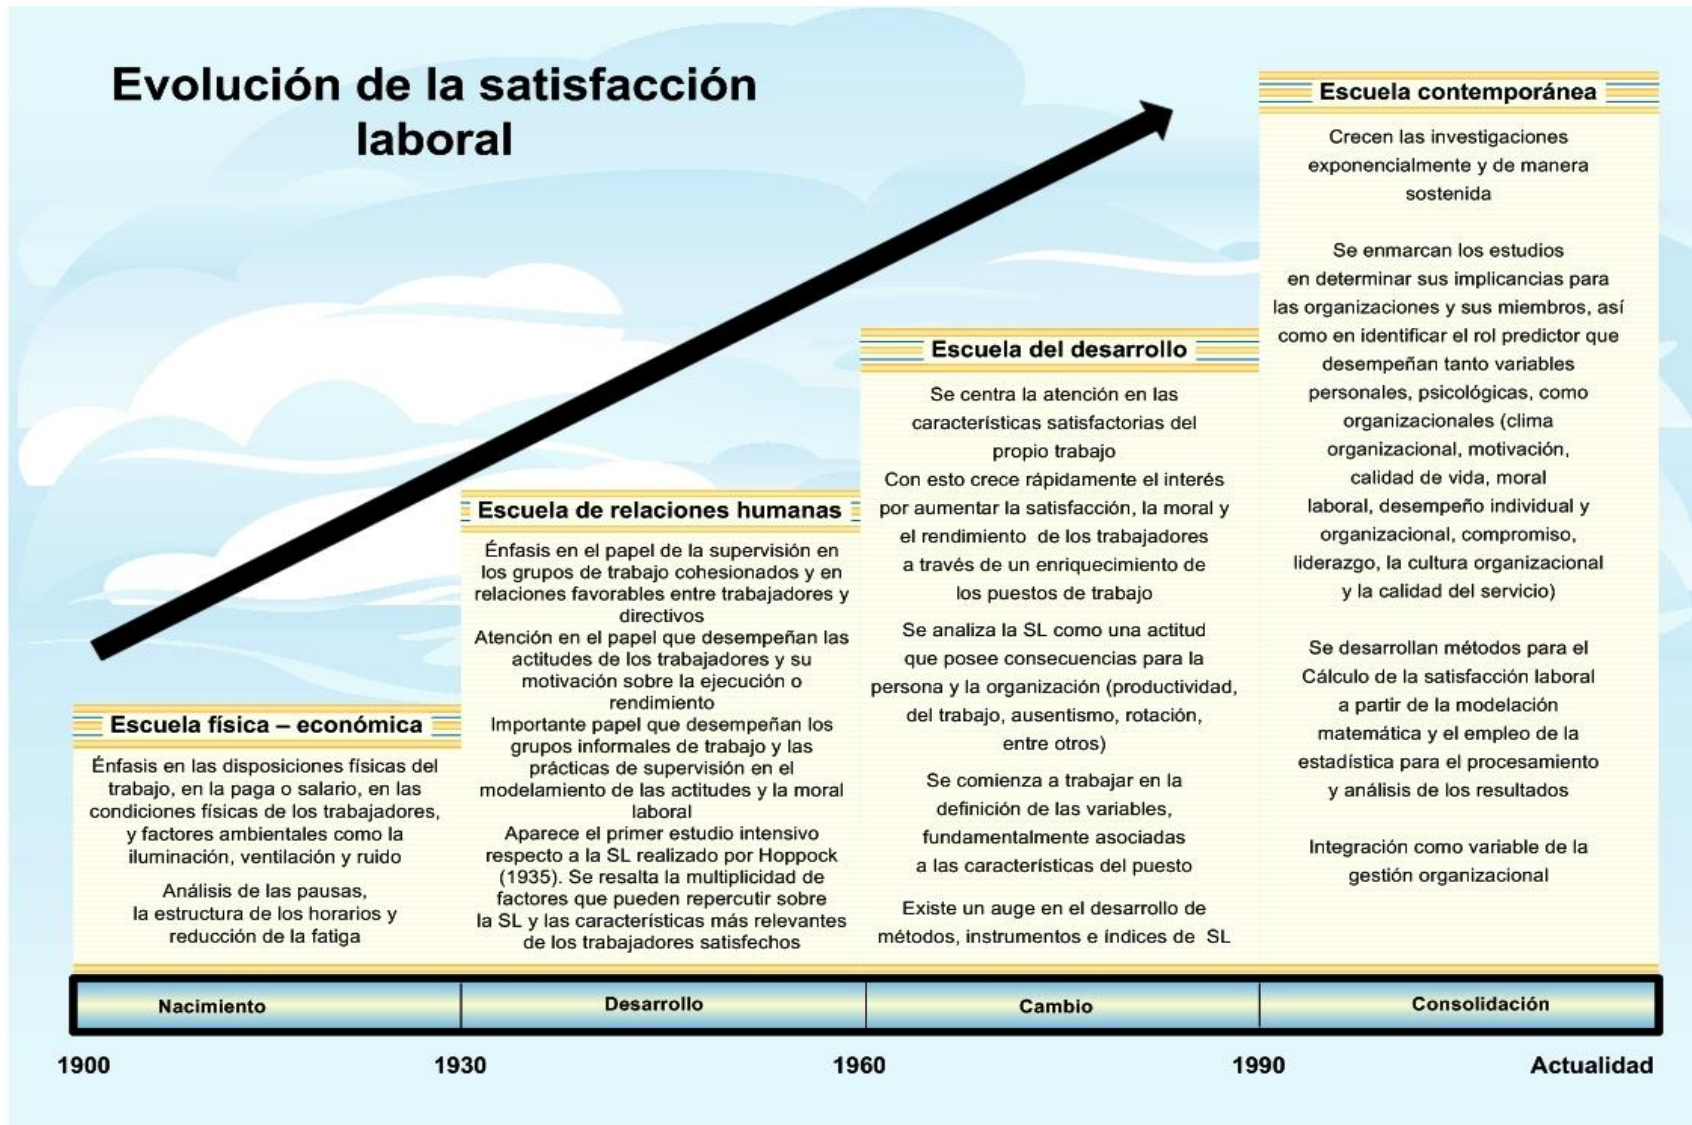 Evolución de la satisfacción
laboral
Escuela física – económica
Énfasis en las disposiciones físicas del
trabajo, en la paga o salario, en las
condiciones físicas de los trabajadores,
y factores ambientales como la
iluminación, ventilación y ruido
Análisis de las pausas,
la estructura de los horarios y
reducción de la fatiga
Escuela de relaciones humanas
Énfasis en el papel de la supervisión en
los grupos de trabajo cohesionados y en
relaciones favorables entre trabajadores y
directivos
Atención en el papel que desempeñan las
actitudes de los trabajadores y su
motivación sobre la ejecución o
rendimiento
Importante papel que desempeñan los
grupos informales de trabajo y las
prácticas de supervisión en el
modelamiento de las actitudes y la moral
laboral
Aparece el primer estudio intensivo
respecto a la SL realizado por Hoppock
(1935). Se resalta la multiplicidad de
factores que pueden repercutir sobre
la SL y las características más relevantes
de los trabajadores satisfechos
Escuela del desarrollo
Se centra la atención en las
características satisfactorias del
propio trabajo
Con esto crece rápidamente el interés
por aumentar la satisfacción, la moral y
el rendimiento de los trabajadores
a través de un enriquecimiento de
los puestos de trabajo
Se analiza la SL como una actitud
que posee consecuencias para la
persona y la organización (productividad,
del trabajo, ausentismo, rotación,
entre otros)
Se comienza a trabajar en la
definición de las variables,
fundamentalmente asociadas
a las características del puesto
Existe un auge en el desarrollo de
métodos, instrumentos e índices de SL
Escuela contemporánea
Crecen las investigaciones
exponencialmente y de manera
sostenida
Se enmarcan los estudios
en determinar sus implicancias para
las organizaciones y sus miembros, así
como en identificar el rol predictor que
desempeñan tanto variables
personales, psicológicas, como
organizacionales (clima
organizacional, motivación,
calidad de vida, moral
laboral, desempeño individual y
organizacional, compromiso,
liderazgo, la cultura organizacional
y la calidad del servicio)
Se desarrollan métodos para el
Cálculo de la satisfacción laboral
a partir de la modelación
matemática y el empleo de la
estadística para el procesamiento
y análisis de los resultados
Integración como variable de la
gestión organizacional
Nacimiento
Desarrollo
Cambio
Consolidación
1900
1930
1960
1990
Actualidad